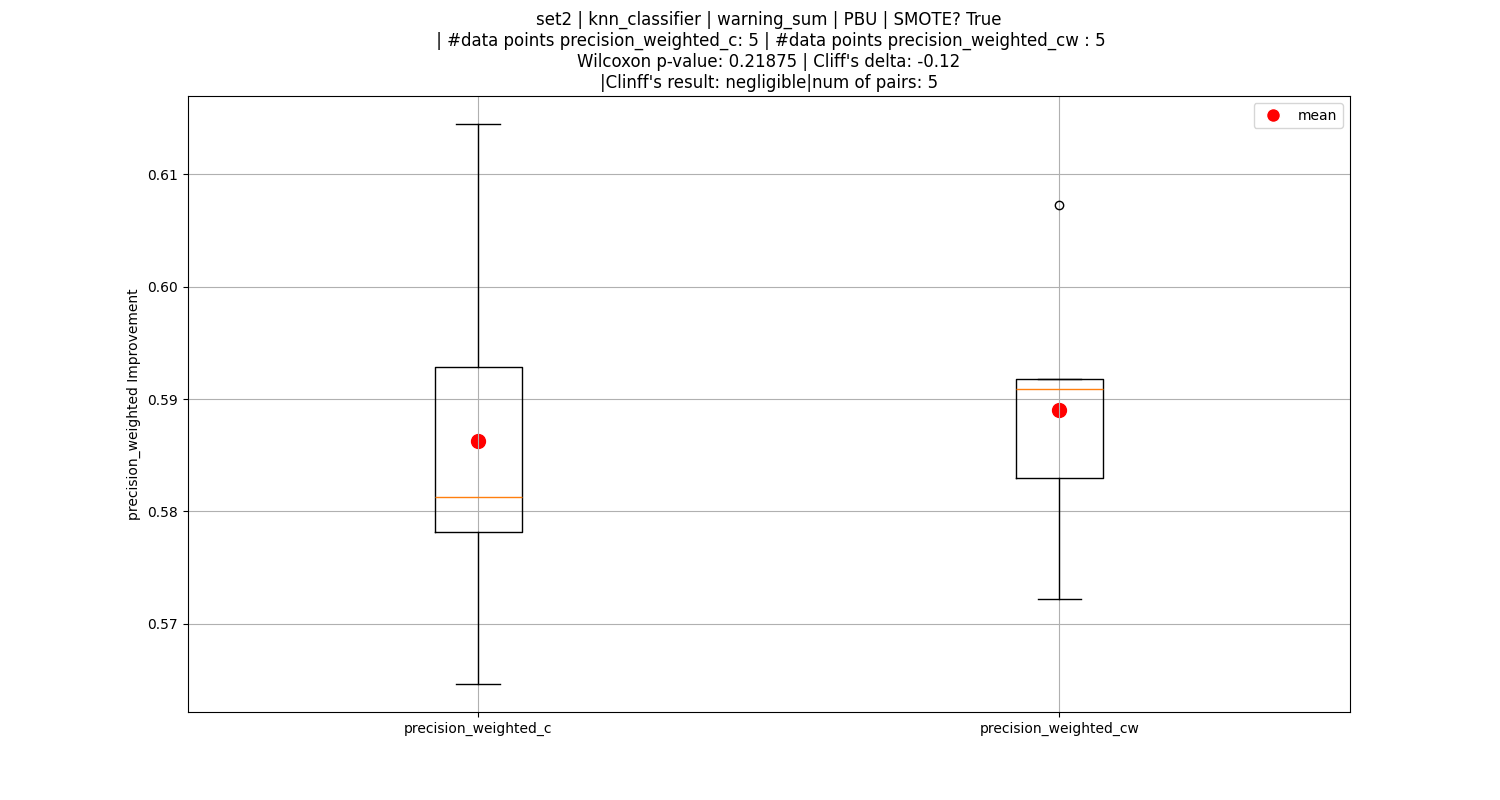 set2 | knn_classifier | warning_sum | PBU | SMOTE? True
| #data points precision_weighted_c: 5 | #data points precision_weighted_cw : 5
Wilcoxon p-value: 0.21875 | Cliff's delta: -0.12
|Clinff's result: negligible|num of pairs: 5
mean
0.61
0.60
0.59
0.58
0.57
precision_weighted Improvement
precision_weighted_c
precision_weighted_cw